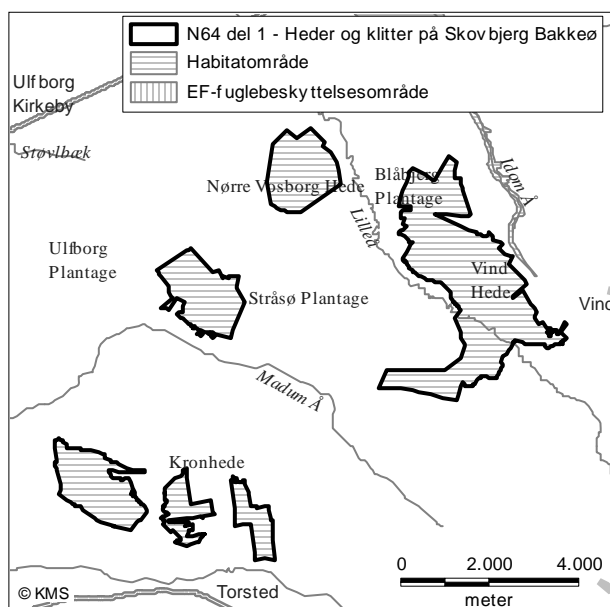 N64 del 1 - Heder og klitter på Skovbjerg Bakkeø
Habitatområde
EF-fuglebeskyttelsesområde
Ulfborg
Kirkeby
Støvlbæk
Idom Å
Nørre Vosborg Hede
Blåbjerg
Plantage
Lilleå
Ulfborg
Plantage
Stråsø Plantage
Vind
Hede
Vind
Madum Å
Kronhede
0 2.000 4.000
meter
© KMS
Torsted